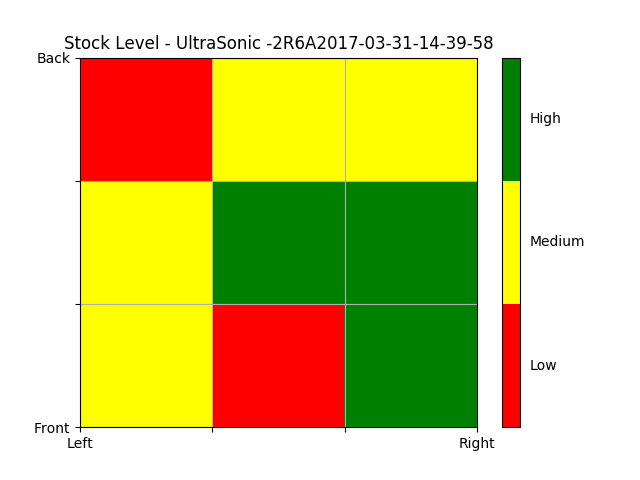 Stock Level - UltraSonic -2R6A2017-03-31-14-39-58
Back
High
Medium
Low
Front
Left
Right